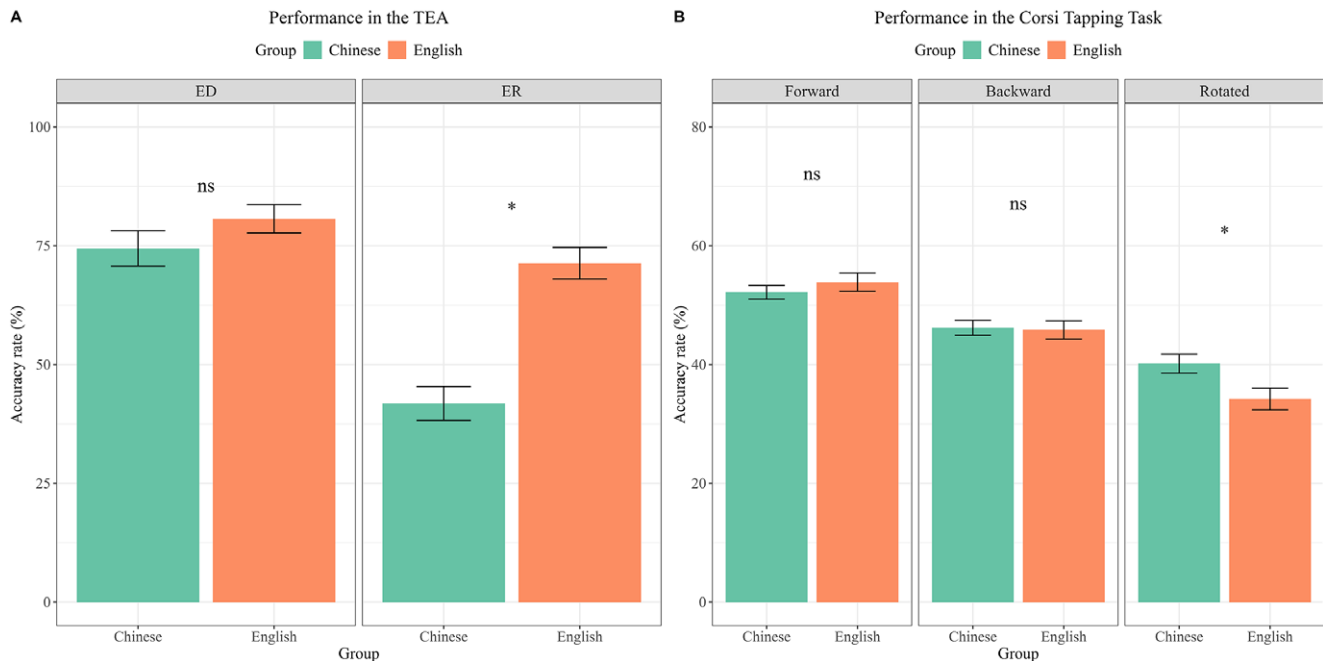 A
Performance in the TEA
Group Chinese English
ED
ER
100
75
50
25
0
Accuracy rate (%)
ns
*
Chinese
English
Chinese
English
Group
B
Performance in the Corsi Tapping Task
Group Chinese English
Forward
Backward
Rotated
80
60
40
20
0
Accuracy rate (%)
ns
ns
*
Chinese
English
Chinese
English
Chinese
English
Group